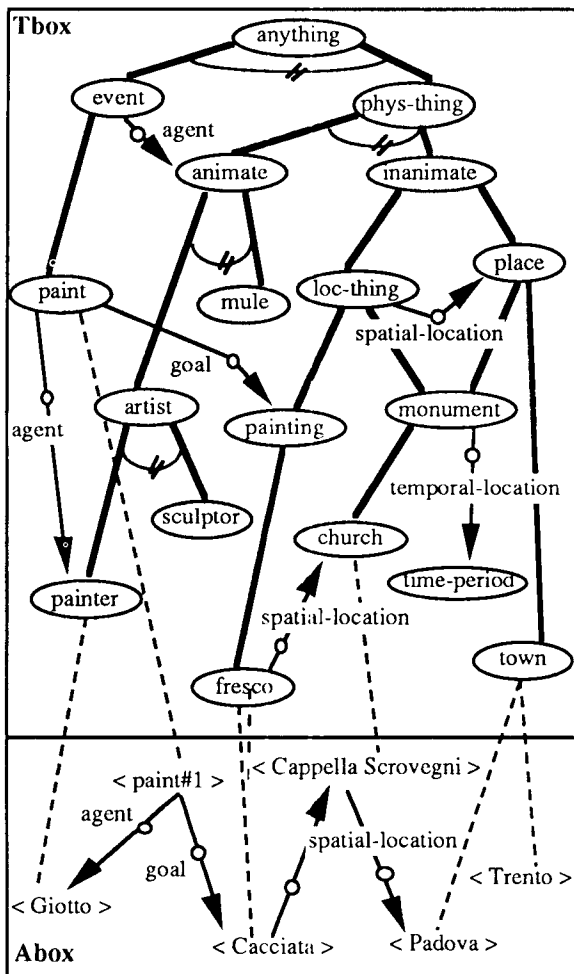 Tbox
anything
event
phys-thing
agent
animate
inanimate
place
paint
mule
loc-thing
spatial-location
goal
artist
painting
monument
agent
temporal-location
sculptor
church
time-period
painter
spatial-location
fresco
town
< paint#1 >
< Cappella Scrovegni >
agent
spatial-location
goal
< Trento >
< Giotto >
< Cacciata >
< Padova >
Abox